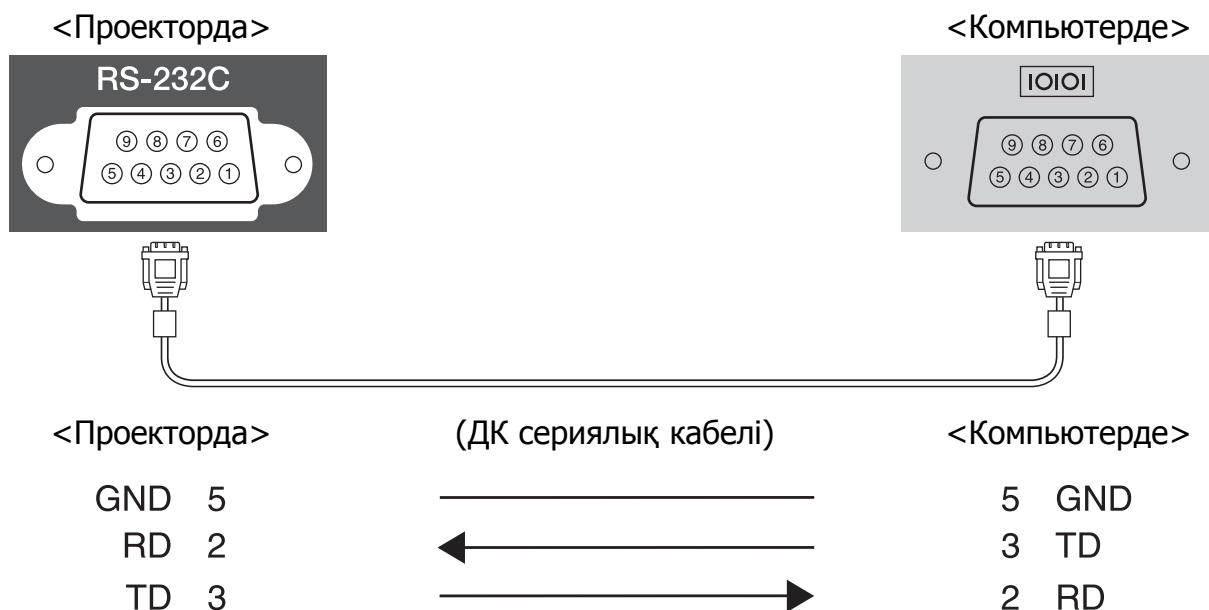 <Проекторда> <Компьютерде>
RS-232C IOIOI
9 8 7 6 9 8 7 6
5 4 3 2 1 5 4 3 2 1
<Проекторда> (ДК сериялық кабелі) <Компьютерде>
GND 5 5 GND
RD 2 3 TD
TD 3 2 RD